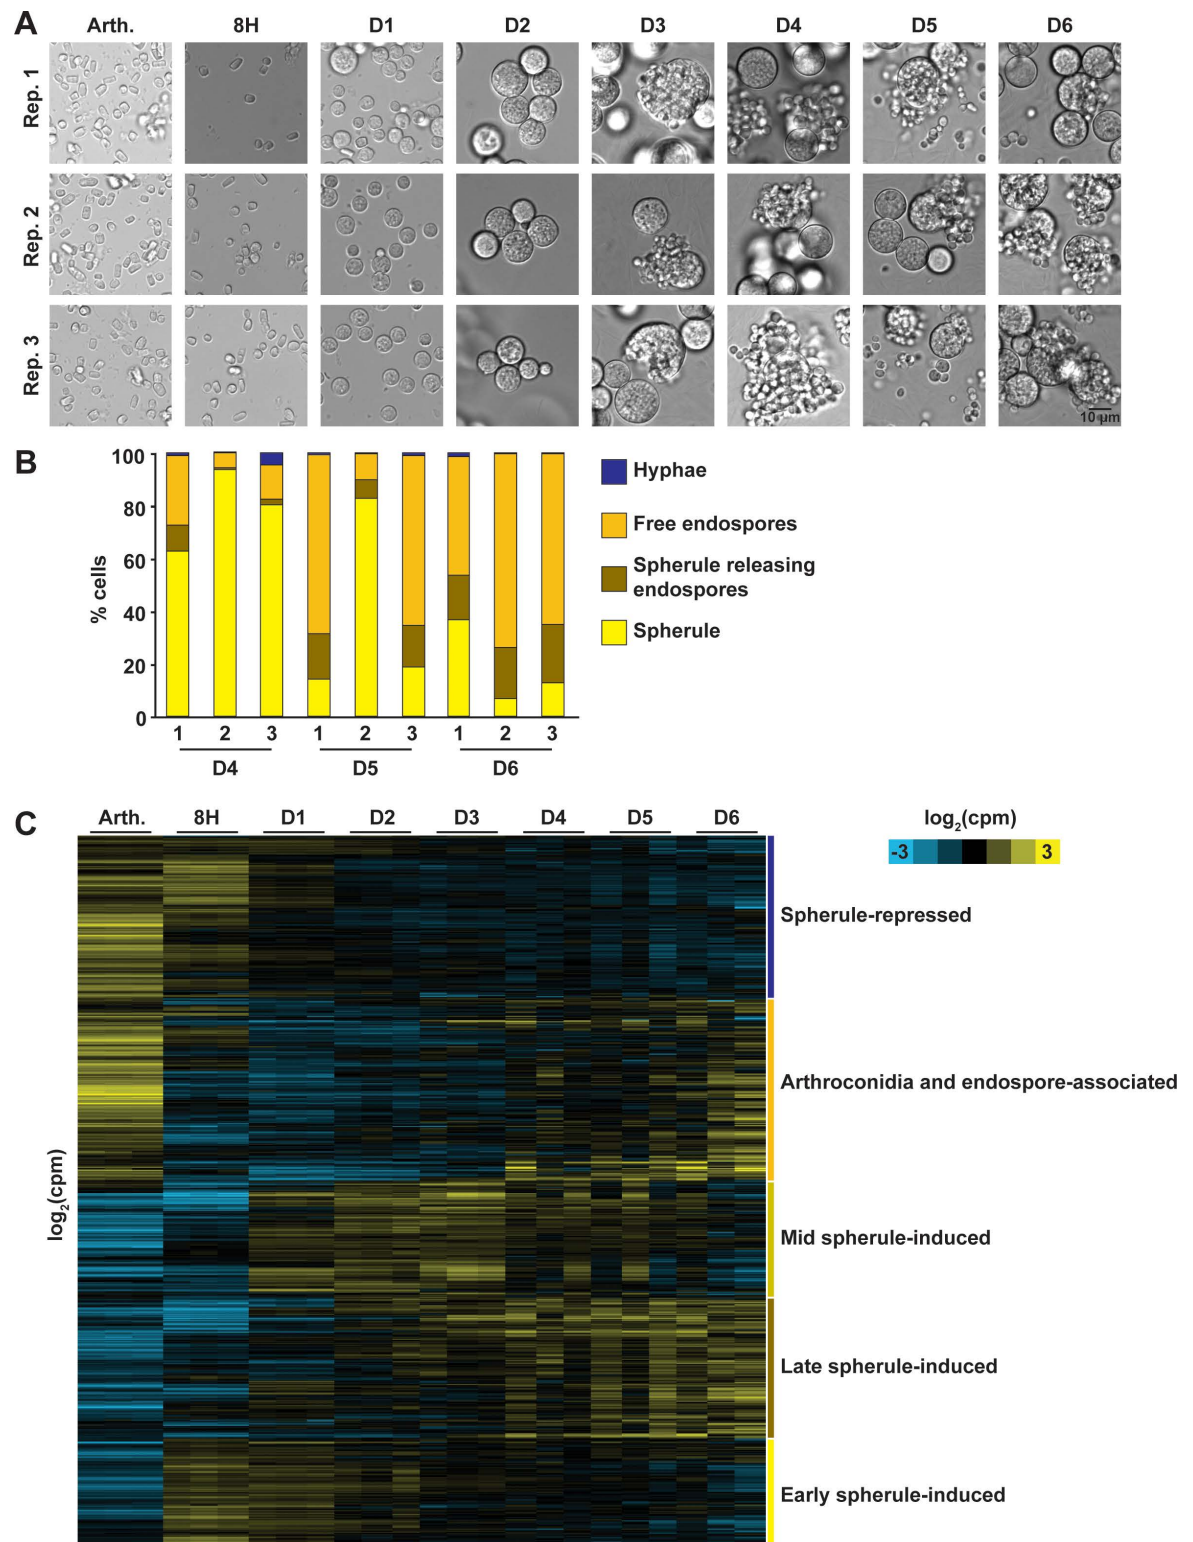 A
Arth. 8H D1 D2 D3 D4 D5 D6
Rep. 1
Rep. 2
Rep. 3
10 µm
B
% cells
100
80
60
40
20
0
1 2 3 1 2 3 1 2 3
D4 D5 D6
Hyphae
Free endospores
Spherule releasing
endospores
Spherule
C
Arth. 8H D1 D2 D3 D4 D5 D6
log₂(cpm)
-3 3
log₂(cpm)
Spherule-repressed
Arthroconidia and endospore-associated
Mid spherule-induced
Late spherule-induced
Early spherule-induced